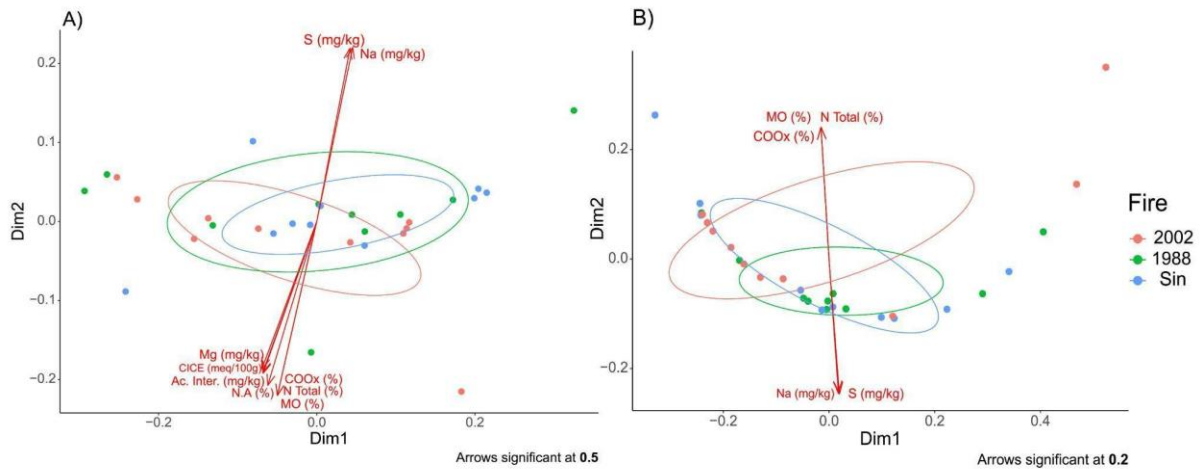 A)
S (mg/kg)
Na (mg/kg)
0.2
0.1
0.0
−0.1
−0.2
Dim2
Mg (mg/kg)
CICE (meq/100g)
Ac. Inter. (mg/kg)
N.A (%)
COOx (%)
N Total (%)
MO (%)
−0.2
0.0
0.2
Dim1
Arrows significant at 0.5
B)
MO (%) N Total (%)
COOx (%)
0.2
0.0
−0.2
Dim2
Na (mg/kg) S (mg/kg)
−0.2
0.0
0.2
0.4
Dim1
Arrows significant at 0.2
Fire
2002
1988
Sin